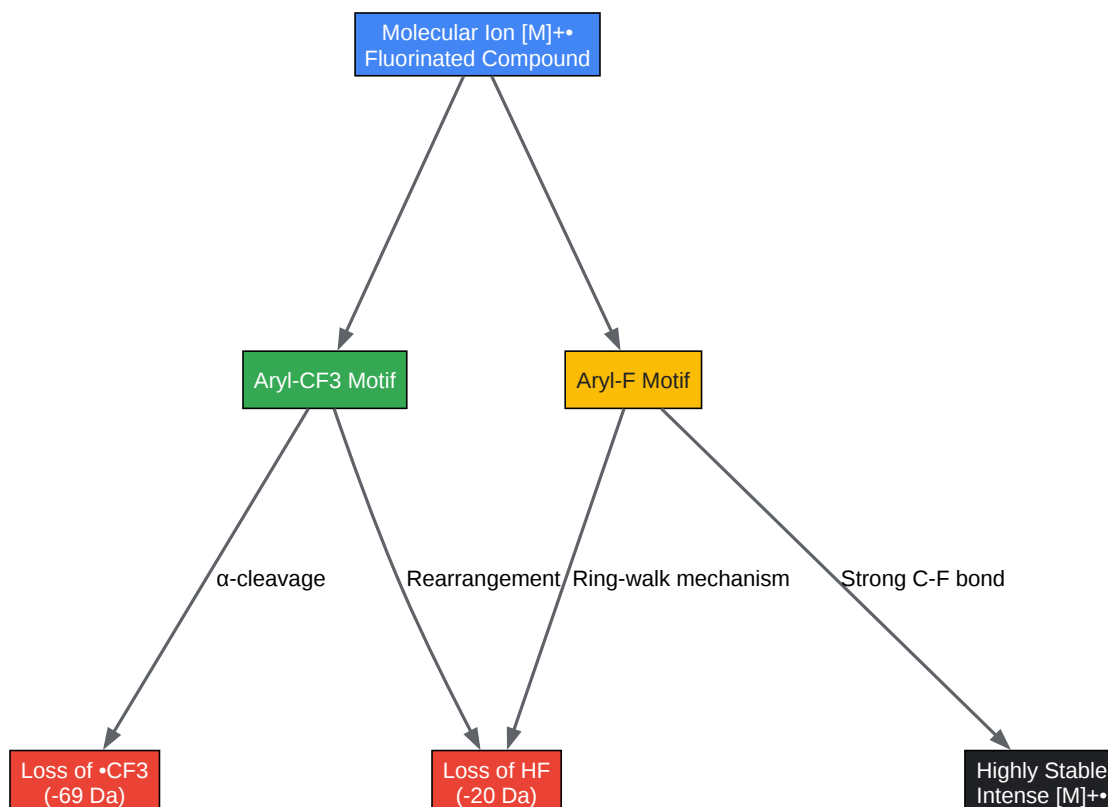 Molecular Ion [M]+•
Fluorinated Compound
Aryl-CF3 Motif
Aryl-F Motif
α-cleavage
Rearrangement
Ring-walk mechanism
Strong C-F bond
Loss of •CF3
(-69 Da)
Loss of HF
(-20 Da)
Highly Stable
Intense [M]+•